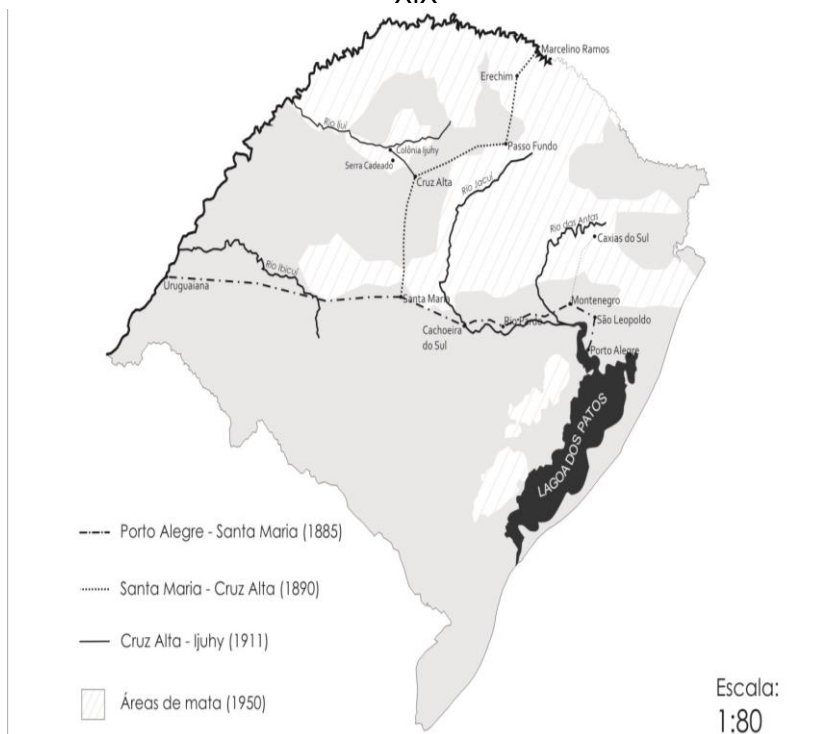 XIX
Marcelino Ramos
Erechim
Rio Ijuí
Colônia Ijuhy
Passo Fundo
Serra Cadeado
Cruz Alta
Rio Jacuí
Rio das Antas
Caxias do Sul
Rio Ibicuí
Uruguaiana
Santa Maria
Montenegro
Rio Pardo
São Leopoldo
Cachoeira
do Sul
Porto Alegre
LAGOA DOS PATOS
Porto Alegre - Santa Maria (1885)
Santa Maria - Cruz Alta (1890)
Cruz Alta - Ijuhy (1911)
Áreas de mata (1950)
Escala:
1:80